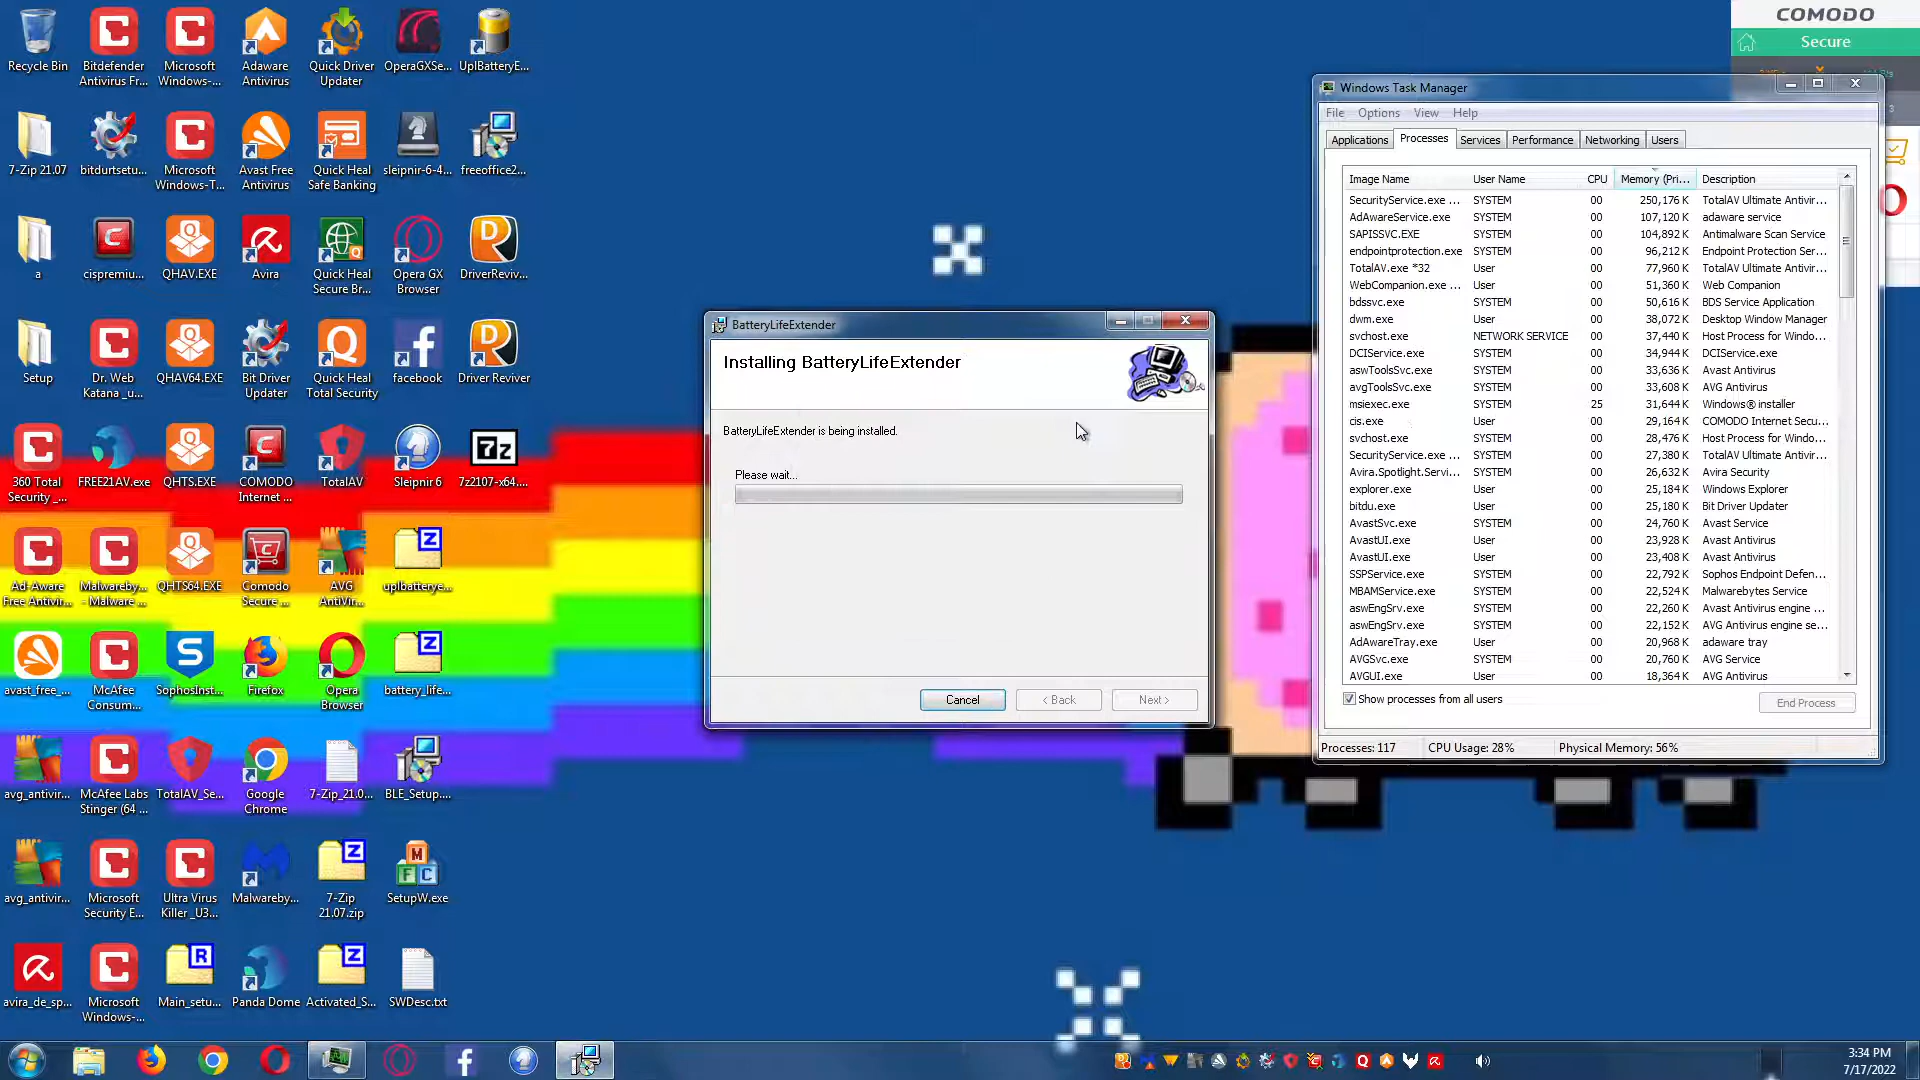 Recycle Bin
Bitdefender
Antivirus Fr...
Microsoft
Windows-...
Adaware
Antivirus
Quick Driver
Updater
OperaGXSe...
UplBatteryE...
7-Zip 21.07
bitdurtsetu...
Microsoft
Windows-T...
Avast Free
Antivirus
Quick Heal
Safe Banking
sleipnir-6-4...
freeoffice2...
a
cispremiu...
QHAV.EXE
Avira
Quick Heal
Secure Br...
Opera GX
Browser
DriverReviv...
Setup
Dr. Web
Katana _u...
QHAV64.EXE
Bit Driver
Updater
Quick Heal
Total Security
facebook
Driver Reviver
360 Total
Security _...
FREE21AV.exe
QHTS.EXE
COMODO
Internet ...
TotalAV
Sleipnir 6
7z2107-x64....
Ad-Aware
Free Antivir...
Malwareby...
- Malware ...
QHTS64.EXE
Comodo
Secure ...
AVG
AntiVir...
uplbatterye...
avast_free_...
McAfee
Consum...
SophosInst...
Firefox
Opera
Browser
battery_life...
avg_antivir...
McAfee Labs
Stinger (64 ...
TotalAV_Se...
Google
Chrome
7-Zip_21.0...
BLE_Setup....
avg_antivir...
Microsoft
Security E...
Ultra Virus
Killer _U3...
Malwareby...
7-Zip
21.07.zip
SetupW.exe
avira_de_sp...
Microsoft
Windows-...
Main_setu...
Panda Dome
Activated_S...
SWDesc.txt
BatteryLifeExtender
Installing BatteryLifeExtender
BatteryLifeExtender is being installed.
Please wait...
Cancel
< Back
Next >
COMODO
Secure
Windows Task Manager
File Options View Help
Applications Processes Services Performance Networking Users
Image Name User Name CPU Memory (Pri... Description
SecurityService.exe ... SYSTEM 00 250,176 K TotalAV Ultimate Antivir...
AdAwareService.exe SYSTEM 00 107,120 K adaware service
SAPISSVC.EXE SYSTEM 00 104,892 K Antimalware Scan Service
endpointprotection.exe SYSTEM 00 96,212 K Endpoint Protection Ser...
TotalAV.exe *32 User 00 77,960 K TotalAV Ultimate Antivir...
WebCompanion.exe ... User 00 51,360 K Web Companion
bdssvc.exe SYSTEM 00 50,616 K BDS Service Application
dwm.exe User 00 38,072 K Desktop Window Manager
svchost.exe NETWORK SERVICE 00 37,440 K Host Process for Windo...
DCIService.exe SYSTEM 00 34,944 K DCIService.exe
aswToolsSvc.exe SYSTEM 00 33,636 K Avast Antivirus
avgToolsSvc.exe SYSTEM 00 33,608 K AVG Antivirus
msiexec.exe SYSTEM 25 31,644 K Windows® installer
cis.exe User 00 29,164 K COMODO Internet Secu...
svchost.exe SYSTEM 00 28,476 K Host Process for Windo...
SecurityService.exe ... SYSTEM 00 27,380 K TotalAV Ultimate Antivir...
Avira.Spotlight.Servi... SYSTEM 00 26,632 K Avira Security
explorer.exe User 00 25,184 K Windows Explorer
bitdu.exe User 00 25,180 K Bit Driver Updater
AvastSvc.exe SYSTEM 00 24,760 K Avast Service
AvastUI.exe User 00 23,928 K Avast Antivirus
AvastUI.exe User 00 23,408 K Avast Antivirus
SSPService.exe SYSTEM 00 22,792 K Sophos Endpoint Defen...
MBAMService.exe SYSTEM 00 22,524 K Malwarebytes Service
aswEngSrv.exe SYSTEM 00 22,260 K Avast Antivirus engine ...
aswEngSrv.exe SYSTEM 00 22,152 K AVG Antivirus engine se...
AdAwareTray.exe User 00 20,968 K adaware tray
AVGSvc.exe SYSTEM 00 20,760 K AVG Service
AVGUI.exe User 00 18,364 K AVG Antivirus
Show processes from all users
End Process
Processes: 117 CPU Usage: 28% Physical Memory: 56%
3:34 PM
7/17/2022